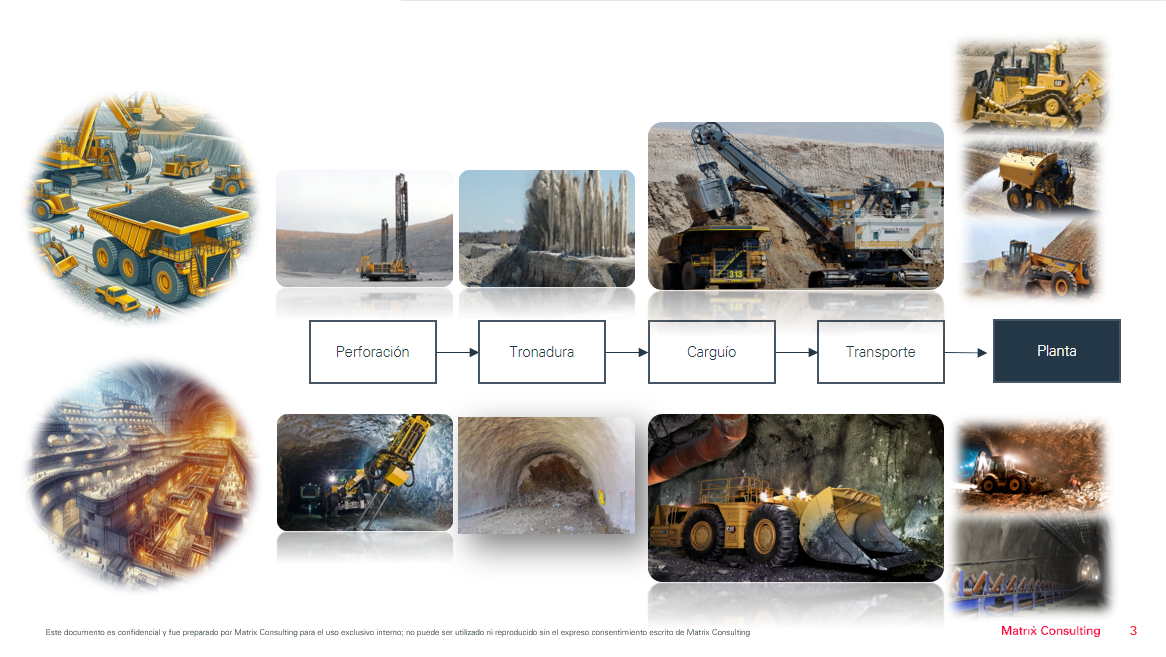 313
Perforación
Tronadura
Carguío
Transporte
Planta
Este documento es confidencial y fue preparado por Matrix Consulting para el uso exclusivo interno; no puede ser utilizado ni reproducido sin el expreso consentimiento escrito de Matrix Consulting
Matrix Consulting
3